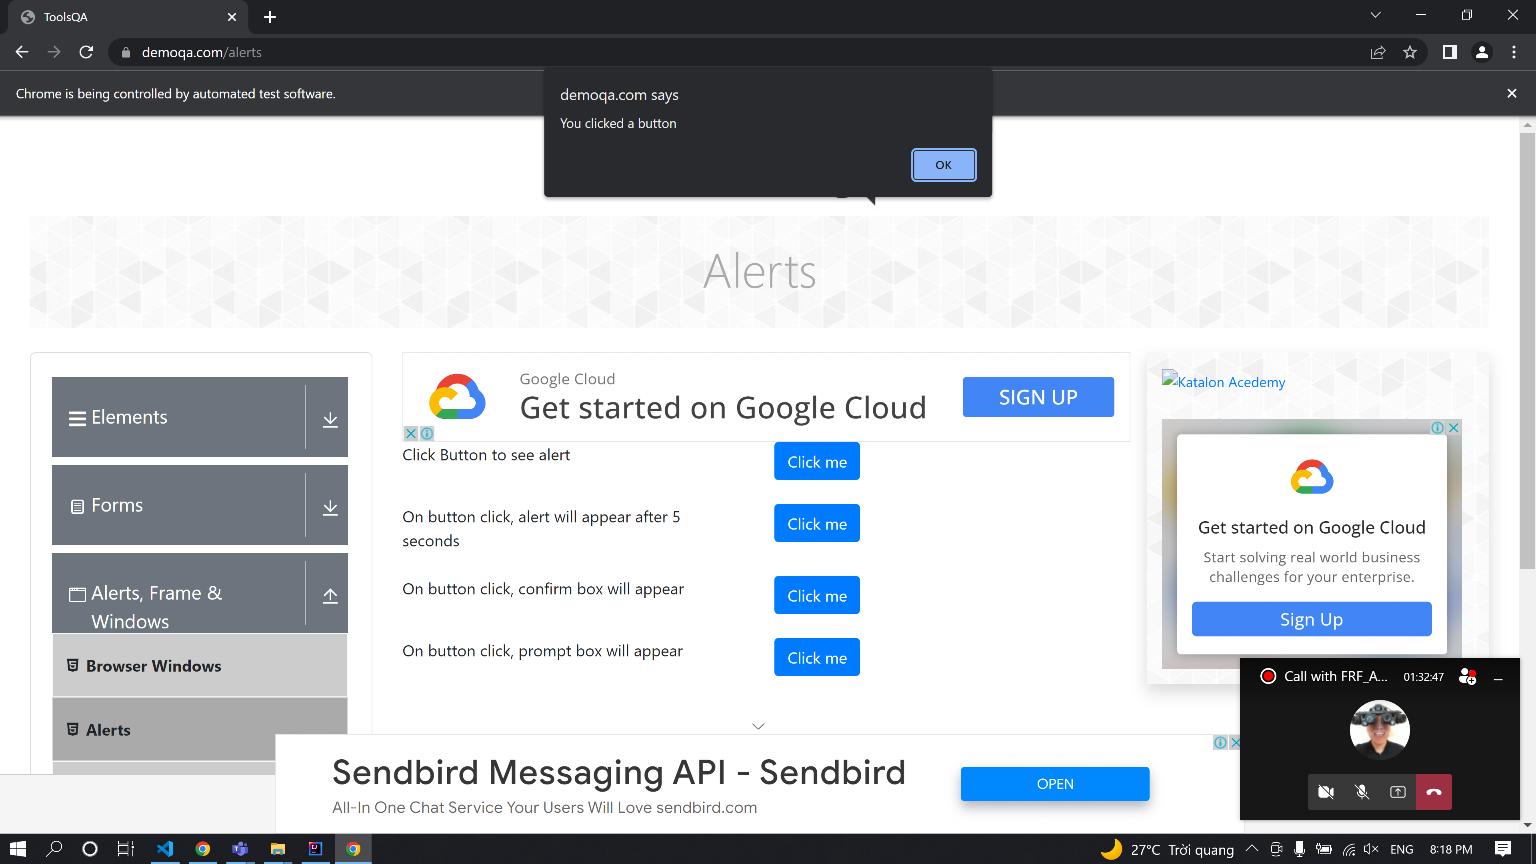 ToolsQA
demoqa.com/alerts
Chrome is being controlled by automated test software.
demoqa.com says
You clicked a button
OK
Alerts
Elements
Forms
Alerts, Frame &
Windows
Browser Windows
Alerts
Google Cloud
Get started on Google Cloud
SIGN UP
Click Button to see alert
Click me
On button click, alert will appear after 5
seconds
Click me
On button click, confirm box will appear
Click me
On button click, prompt box will appear
Click me
Katalon Acedemy
Get started on Google Cloud
Start solving real world business
challenges for your enterprise.
Sign Up
Call with FRF_A... 01:32:47
Sendbird Messaging API - Sendbird
All-In One Chat Service Your Users Will Love sendbird.com
OPEN
27°C Trời quang ENG 8:18 PM